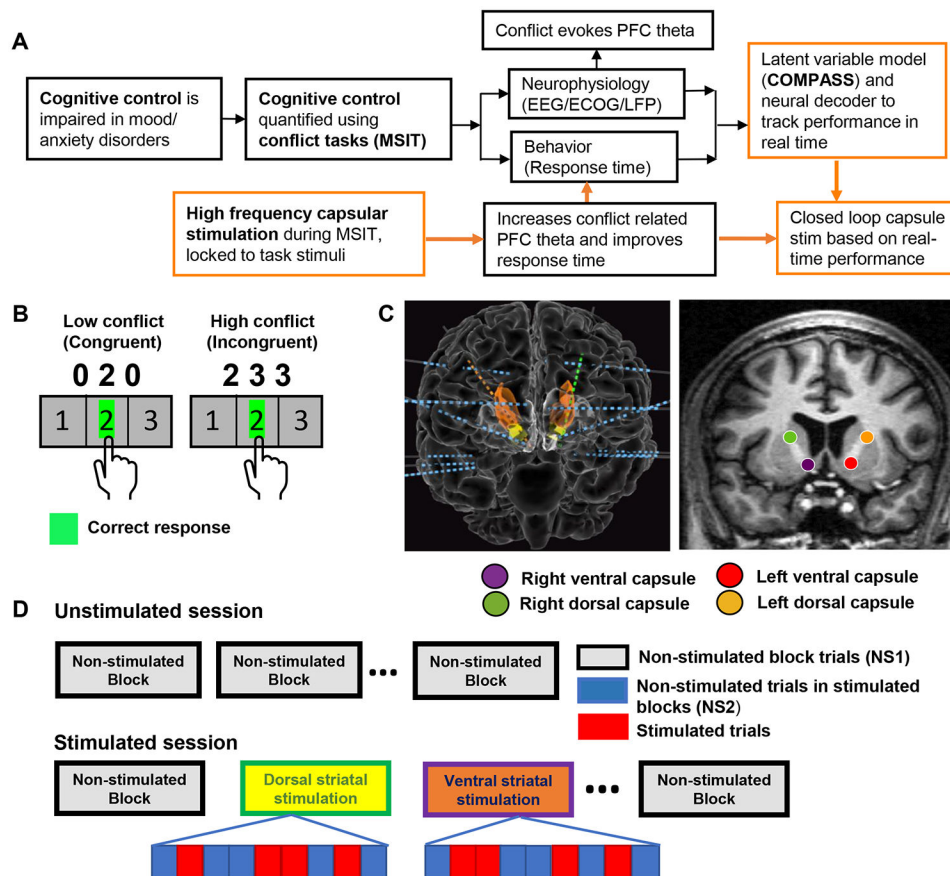 A
Conflict evokes PFC theta
Cognitive control is
impaired in mood/
anxiety disorders
Cognitive control
quantified using
conflict tasks (MSIT)
Neurophysiology
(EEG/ECOG/LFP)
Behavior
(Response time)
Latent variable model
(COMPASS) and
neural decoder to
track performance in
real time
High frequency capsular
stimulation during MSIT,
locked to task stimuli
Increases conflict related
PFC theta and improves
response time
Closed loop capsule
stim based on real-
time performance
B
Low conflict
(Congruent)
0 2 0
1 2 3
High conflict
(Incongruent)
2 3 3
1 2 3
Correct response
C
Right ventral capsule
Left ventral capsule
Right dorsal capsule
Left dorsal capsule
D
Unstimulated session
Non-stimulated
Block
Non-stimulated
Block
...
Non-stimulated
Block
Non-stimulated block trials (NS1)
Non-stimulated trials in stimulated
blocks (NS2)
Stimulated trials
Stimulated session
Non-stimulated
Block
Dorsal striatal
stimulation
Ventral striatal
stimulation
...
Non-stimulated
Block